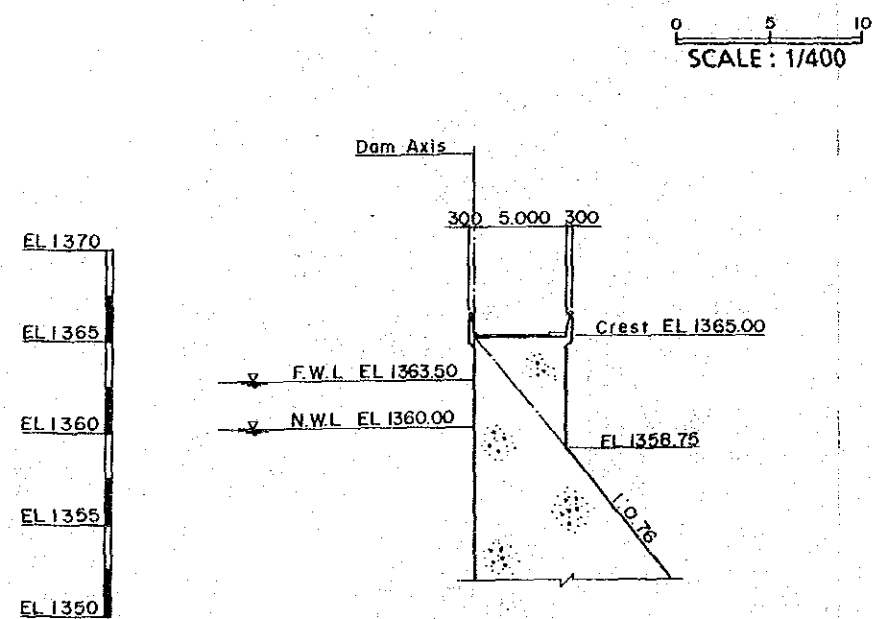 0 5 10
SCALE : 1/400
Dam Axis
300 5.000 300
EL 1370
EL 1365
Crest EL 1365.00
F.W.L EL 1363.50
N.W.L EL 1360.00
EL 1360
EL 1358.75
1:0.76
EL 1355
EL 1350